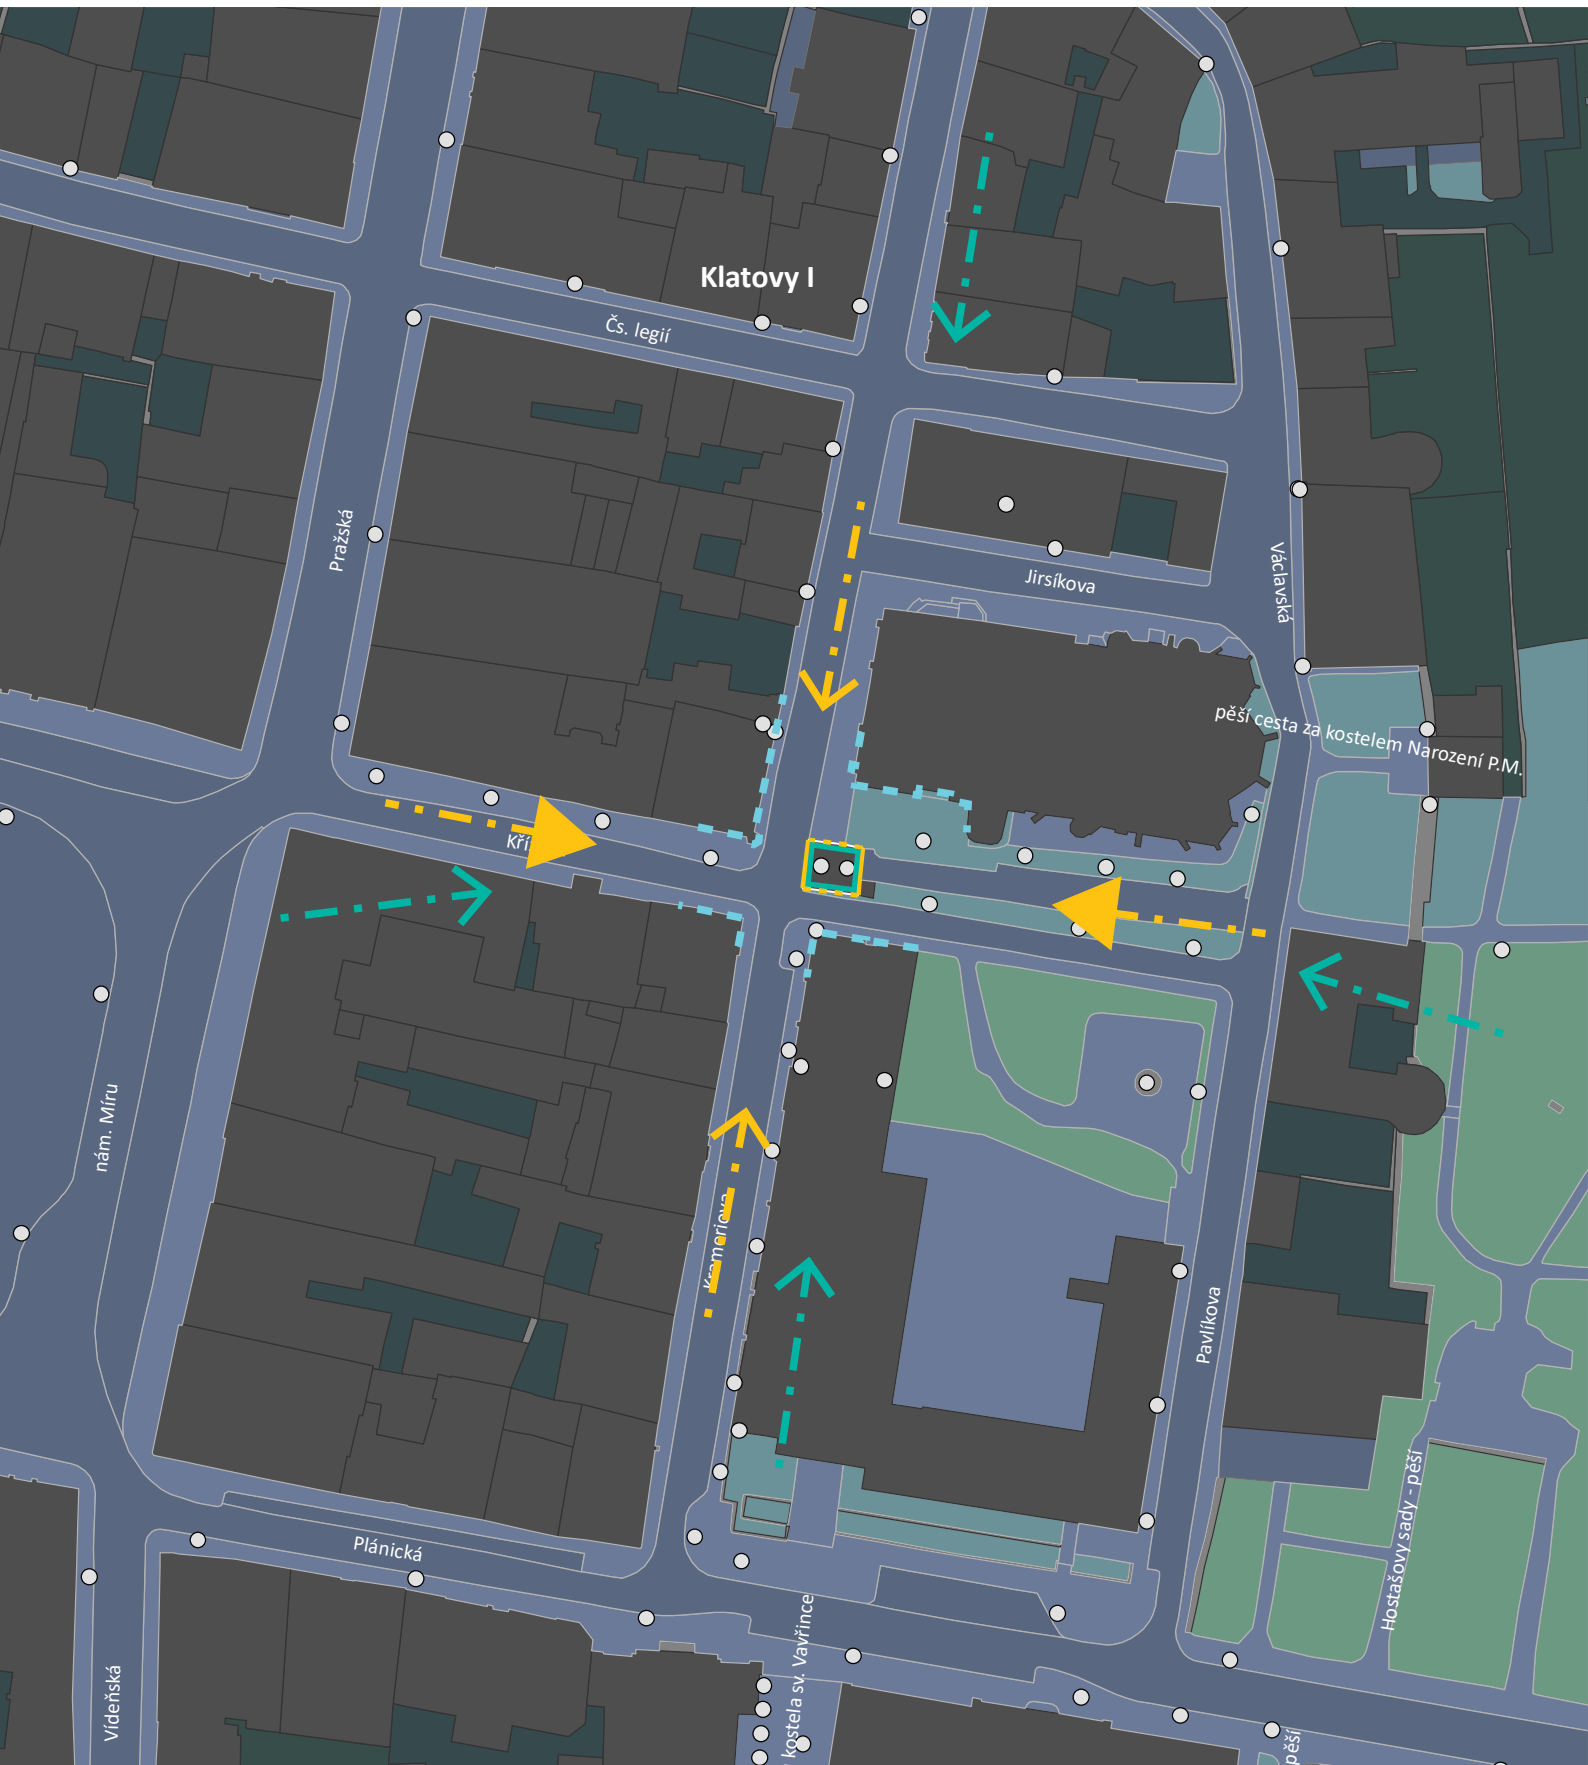 Klatovy I
Čs. legií
Pražská
Jirsíkova
Václavská
pěší cesta za kostelem Narození P.M.
nám. Míru
Krameriova
Pavlíkova
Plánická
Hostašovy sady - pěší
kostela sv. Vavřince
Vídeňská
pěší